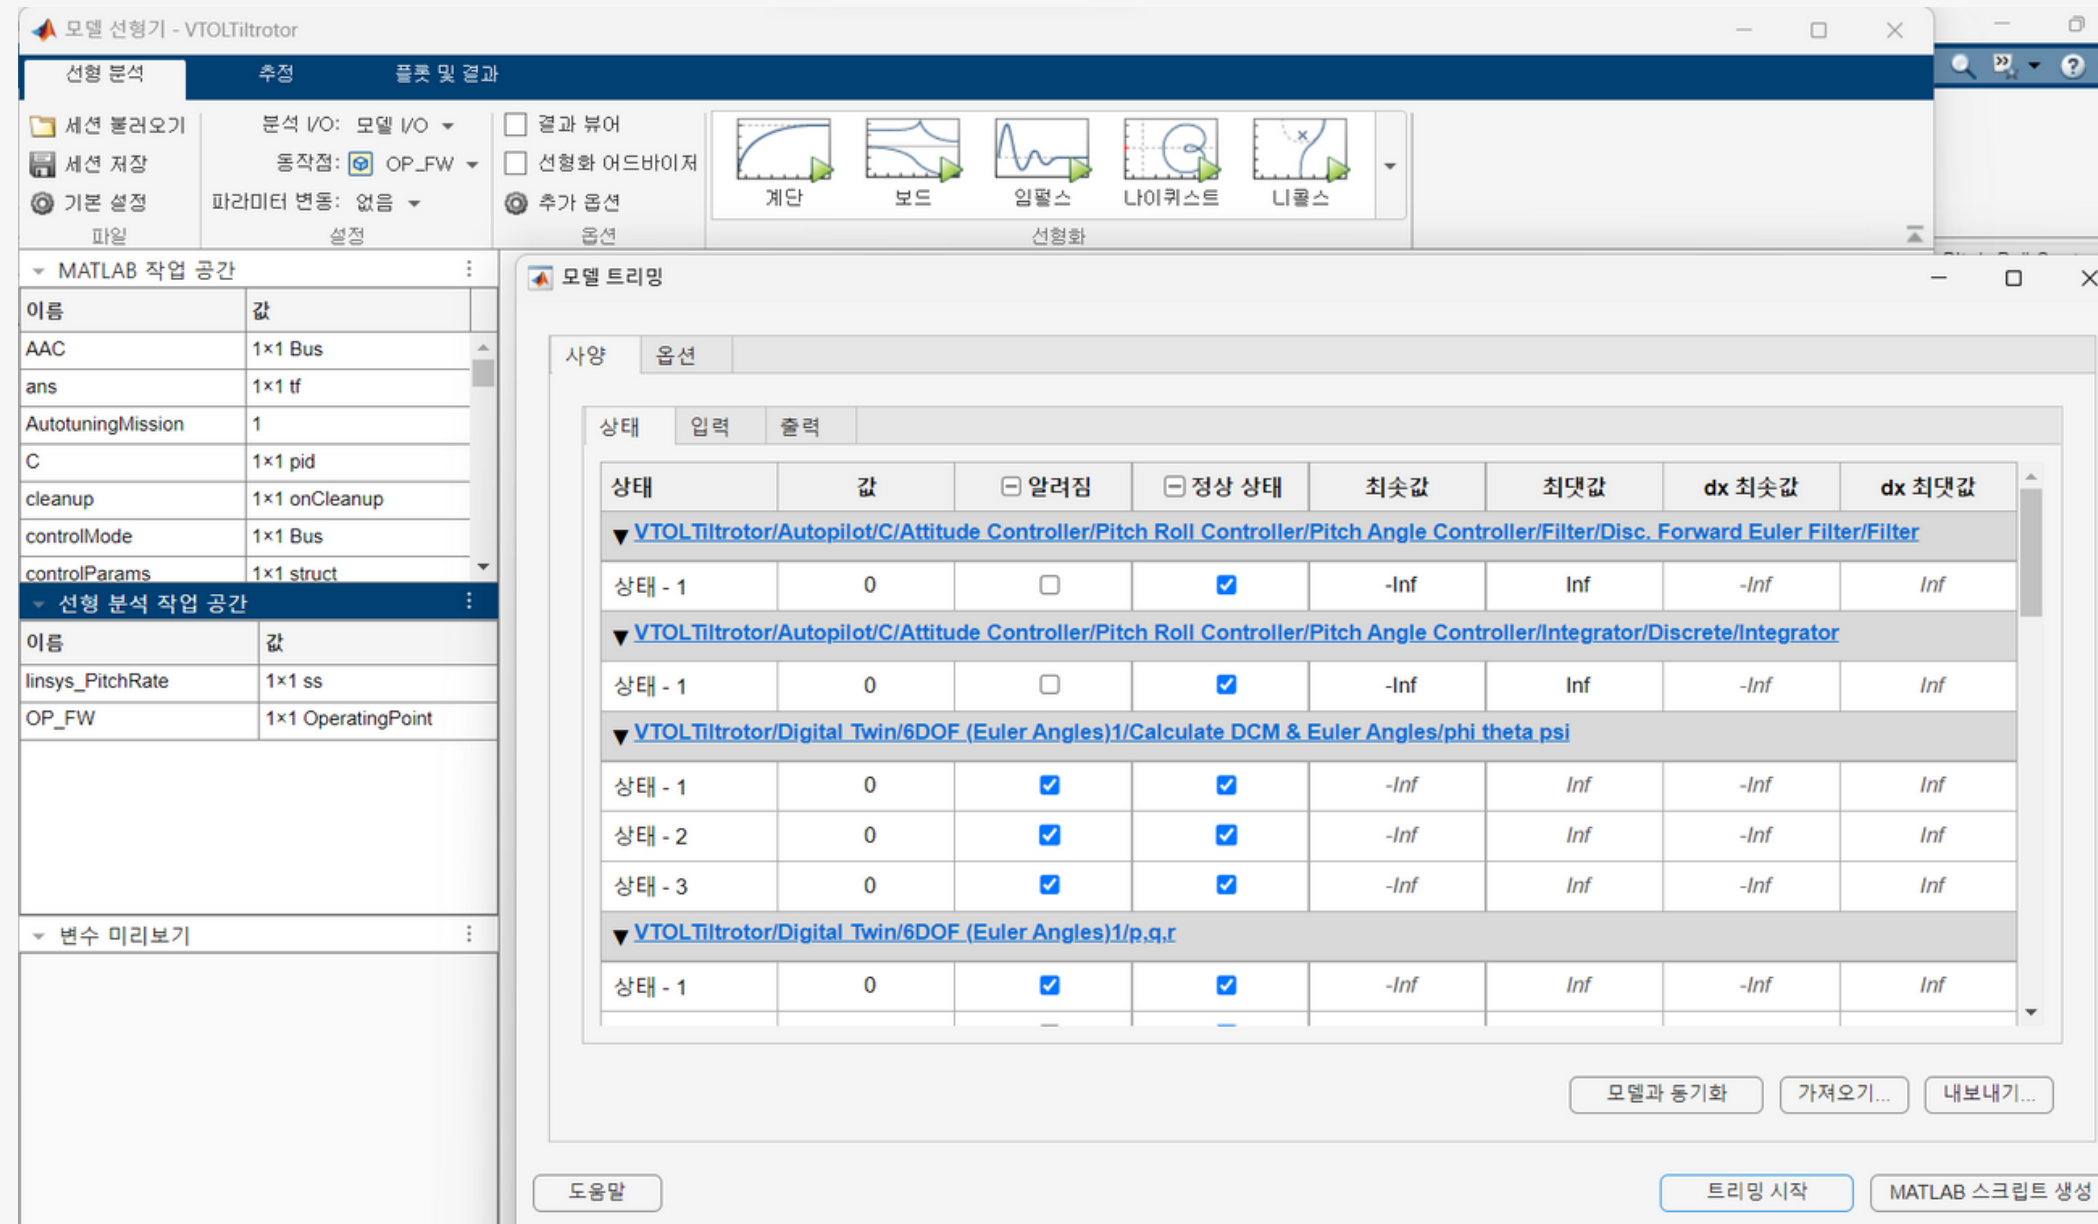 모델 선형기 - VTOLTiltrotor
선형 분석 추정 플롯 및 결과
세션 불러오기
세션 저장
기본 설정
파일
분석 I/O: 모델 I/O
동작점: OP_FW
파라미터 변동: 없음
설정
결과 뷰어
선형화 어드바이저
추가 옵션
옵션
계단 보드 임펄스 나이퀴스트 니콜스
선형화
MATLAB 작업 공간
이름 값
AAC 1×1 Bus
ans 1×1 tf
AutotuningMission 1
C 1×1 pid
cleanup 1×1 onCleanup
controlMode 1×1 Bus
controlParams 1×1 struct
선형 분석 작업 공간
이름 값
linsys_PitchRate 1×1 ss
OP_FW 1×1 OperatingPoint
변수 미리보기
모델 트리밍
사양 옵션
상태 입력 출력
상태 값 알려짐 정상 상태 최솟값 최댓값 dx 최솟값 dx 최댓값
VTOLTiltrotor/Autopilot/C/Attitude Controller/Pitch Roll Controller/Pitch Angle Controller/Filter/Disc. Forward Euler Filter/Filter
상태 - 1 0 -Inf Inf -Inf Inf
VTOLTiltrotor/Autopilot/C/Attitude Controller/Pitch Roll Controller/Pitch Angle Controller/Integrator/Discrete/Integrator
상태 - 1 0 -Inf Inf -Inf Inf
VTOLTiltrotor/Digital Twin/6DOF (Euler Angles)1/Calculate DCM & Euler Angles/phi theta psi
상태 - 1 0 -Inf Inf -Inf Inf
상태 - 2 0 -Inf Inf -Inf Inf
상태 - 3 0 -Inf Inf -Inf Inf
VTOLTiltrotor/Digital Twin/6DOF (Euler Angles)1/p,q,r
상태 - 1 0 -Inf Inf -Inf Inf
모델과 동기화 가져오기... 내보내기...
도움말 트리밍 시작 MATLAB 스크립트 생성